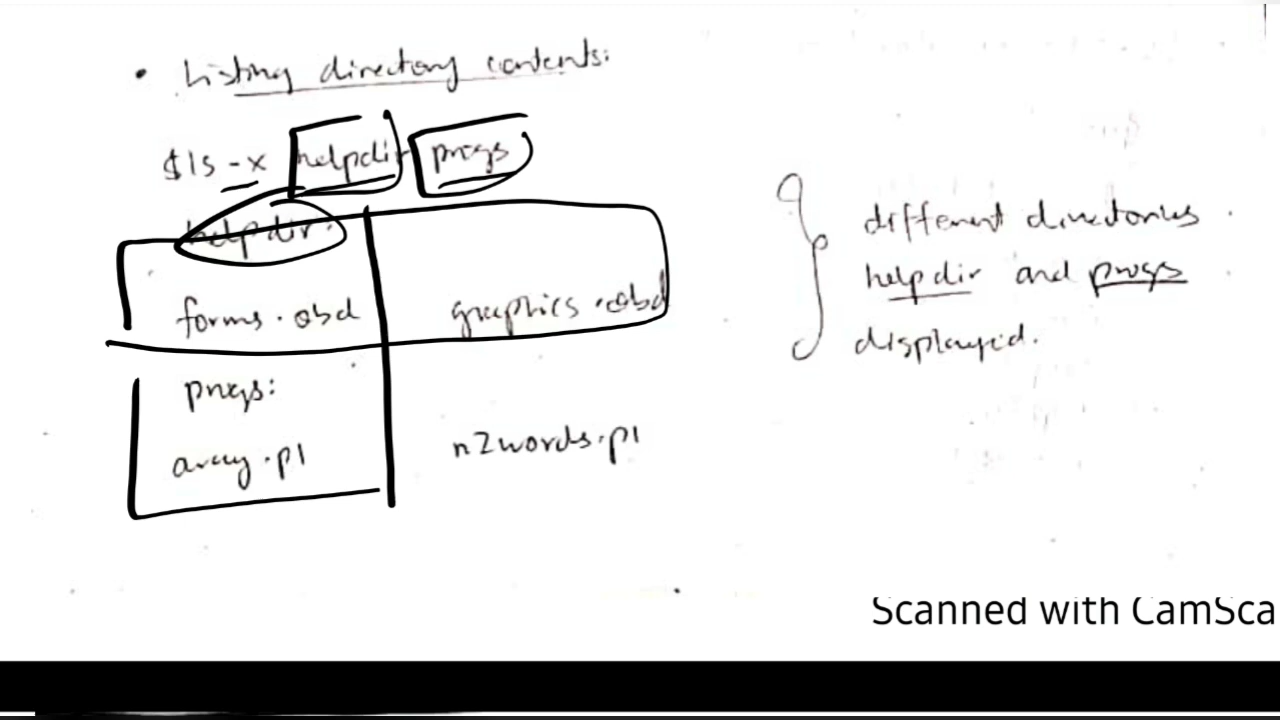 • Listing directory contents:
$ls -x helpdir progs
helpdir:
forms.obd graphics.obd
progs:
array.pl n2words.pl
different directories
helpdir and progs
displayed.
Scanned with CamSca